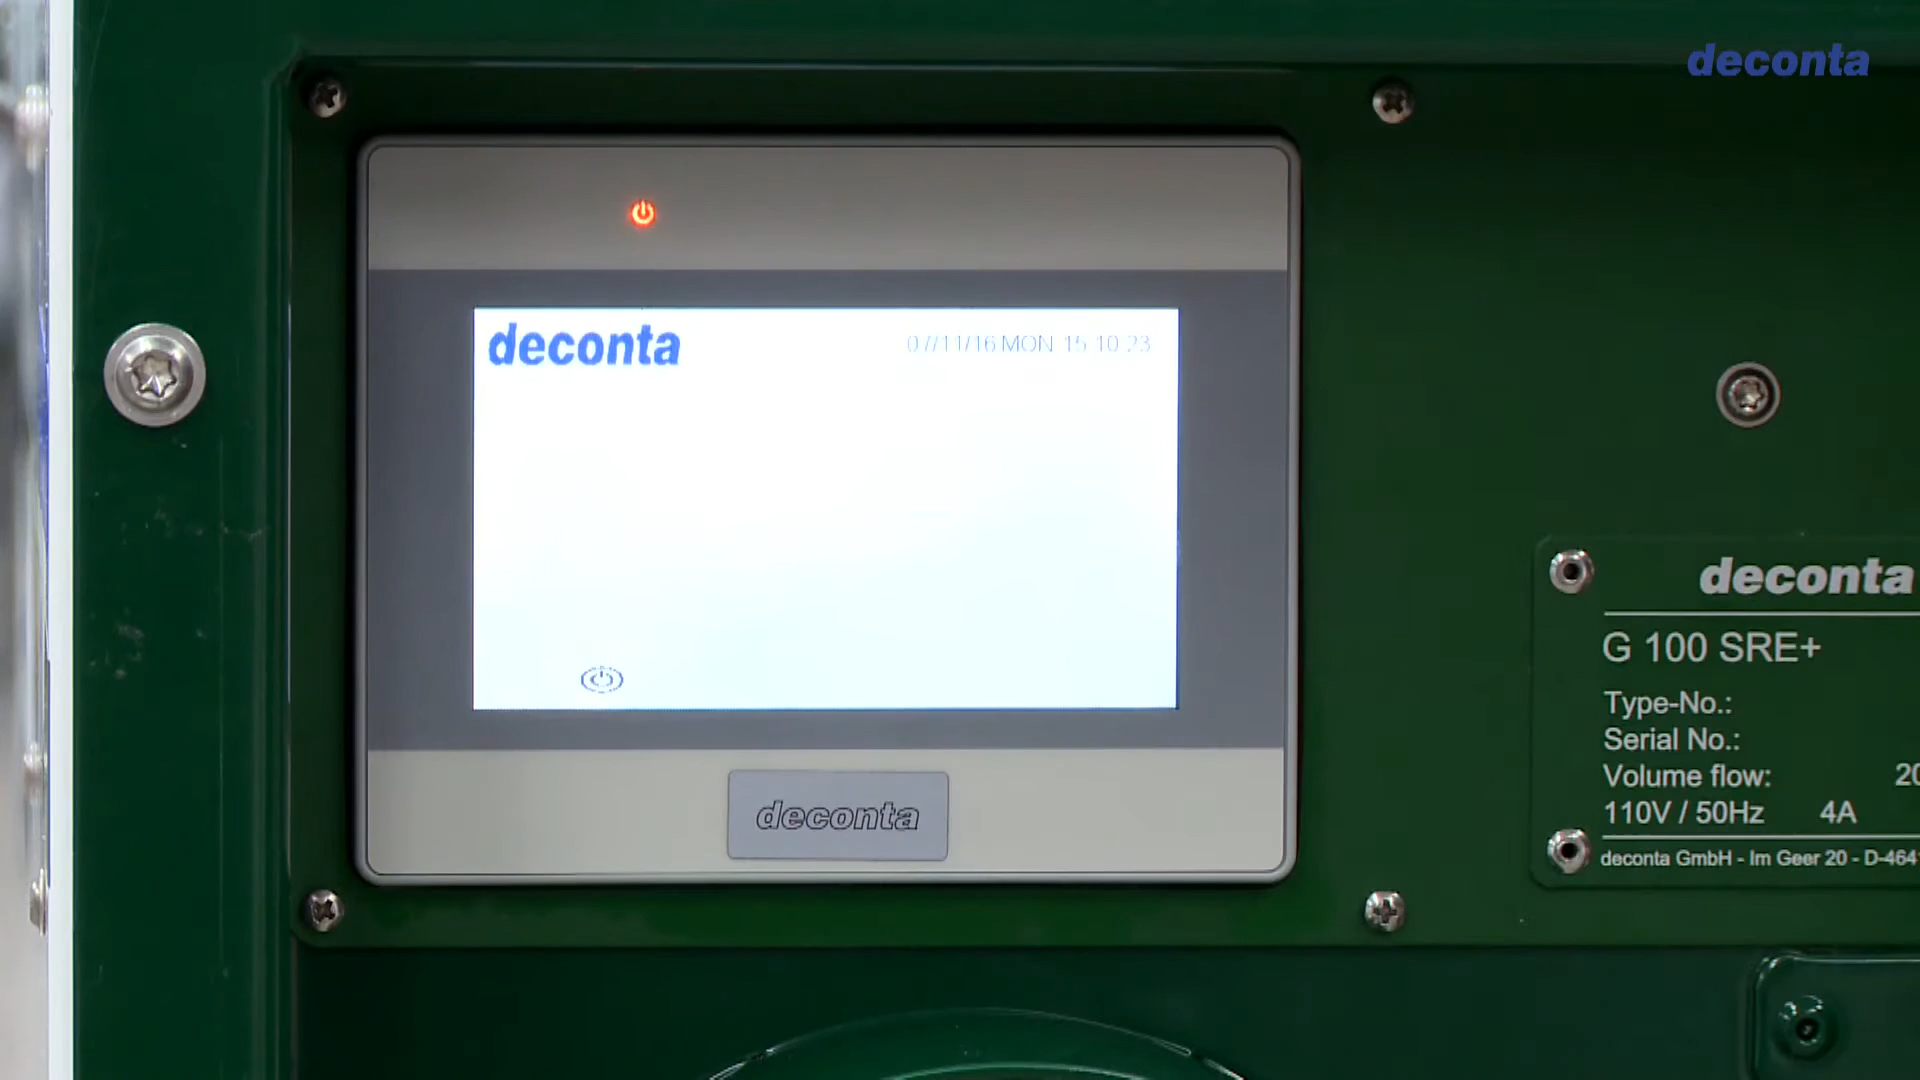 deconta
deconta
07/11/16 MON 15 10 23
deconta
deconta
G 100 SRE+
Type-No.:
Serial No.:
Volume flow:
110V / 50Hz 4A
deconta GmbH - Im Geer 20 -